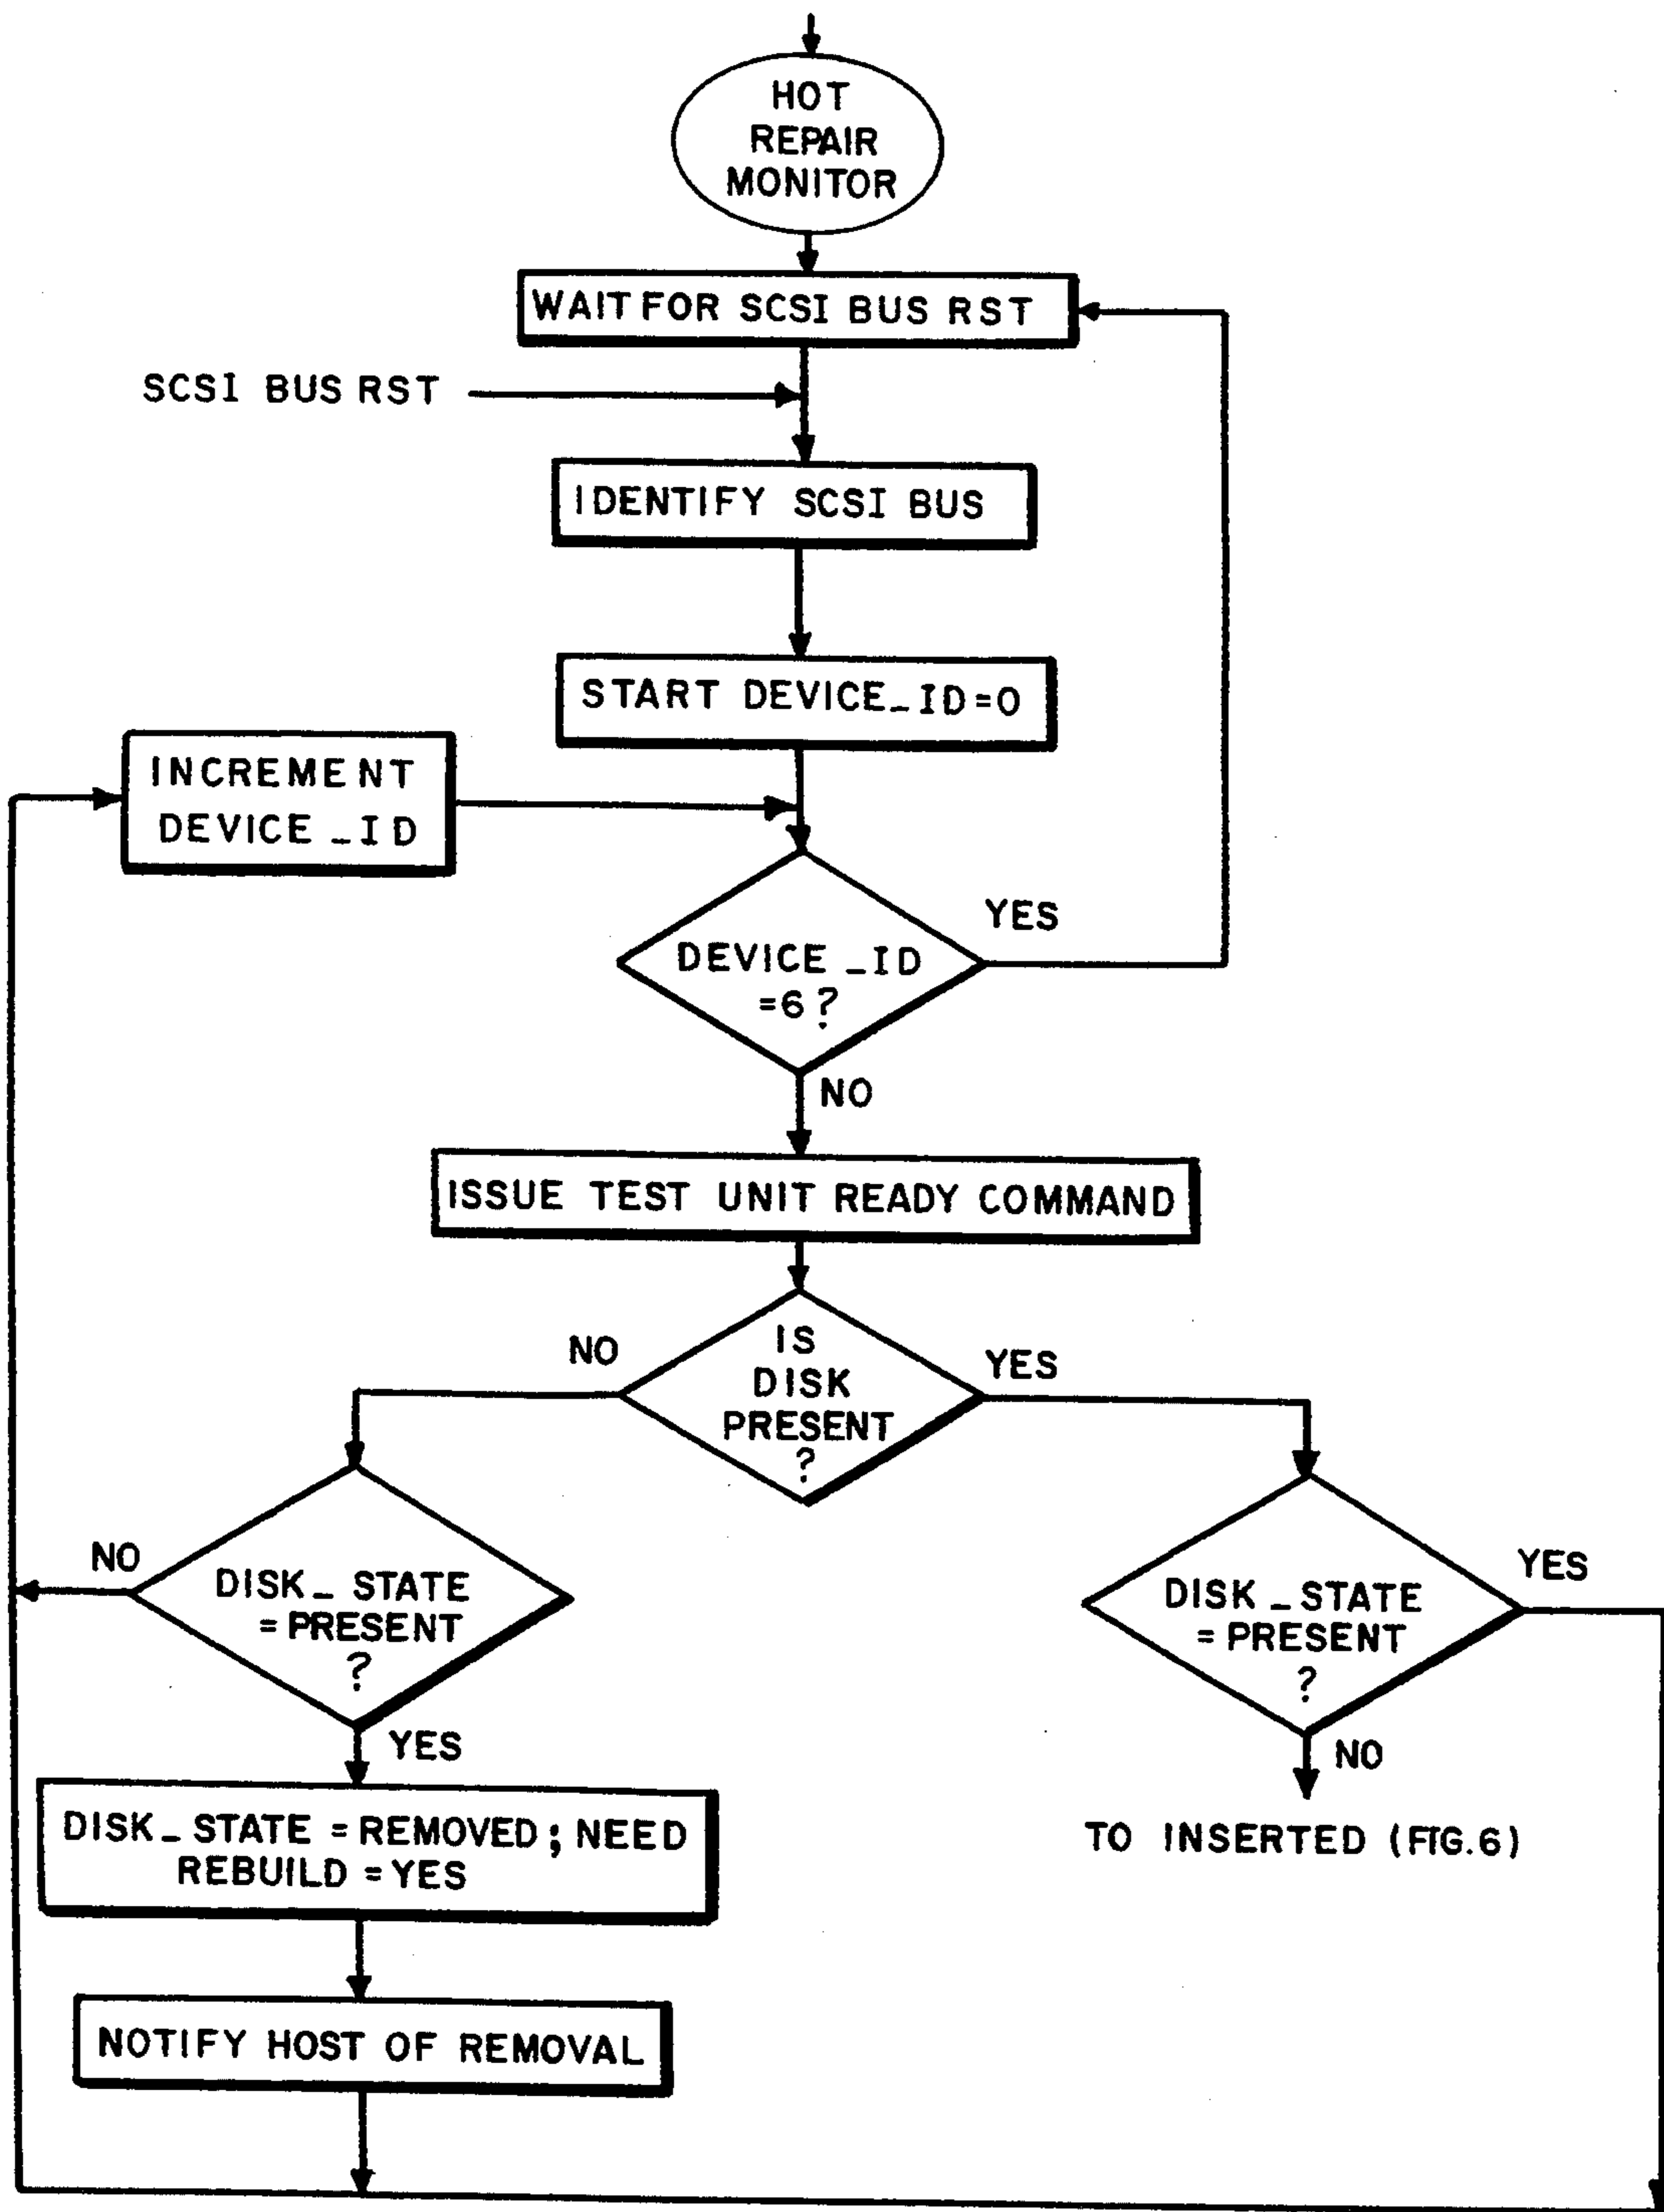 HOT
REPAIR
MONITOR
WAIT FOR SCSI BUS RST
SCSI BUS RST
IDENTIFY SCSI BUS
START DEVICE_ID=0
INCREMENT
DEVICE_ID
DEVICE_ID
=6?
YES
NO
ISSUE TEST UNIT READY COMMAND
IS
DISK
PRESENT
?
NO
YES
DISK_STATE
=PRESENT
?
NO
YES
DISK_STATE
=PRESENT
?
YES
NO
DISK_STATE =REMOVED; NEED
REBUILD =YES
TO INSERTED (FIG.6)
NOTIFY HOST OF REMOVAL